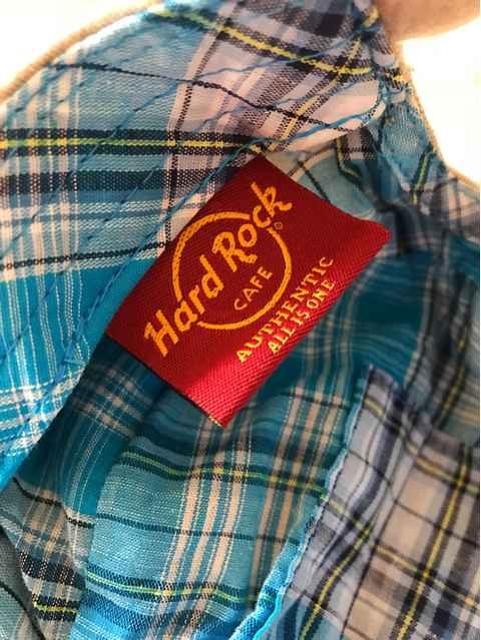 Hard Rock
CAFE
©
AUTHENTIC
ALL IS ONE